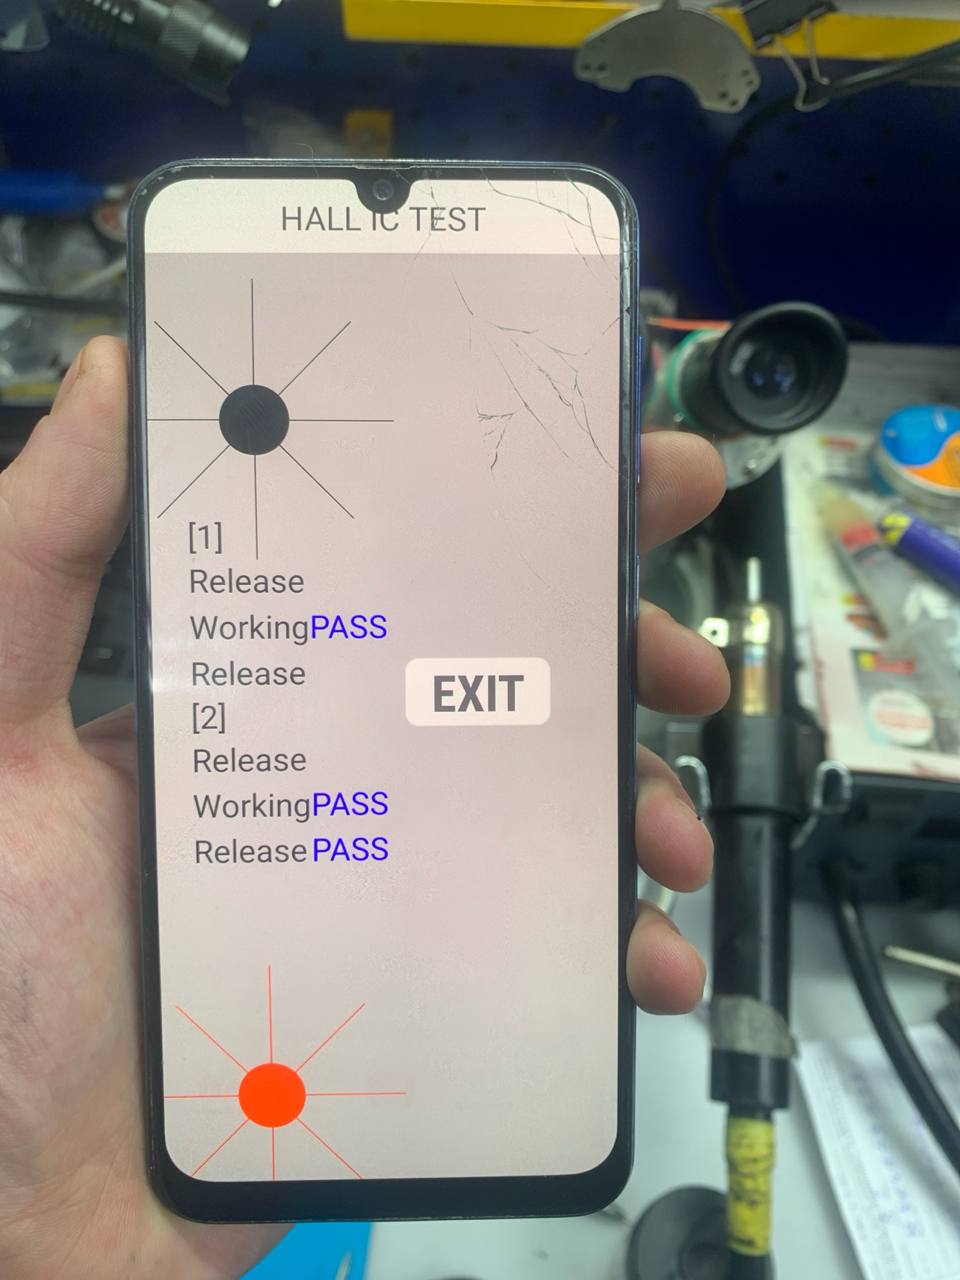 HALL IC TEST
[1]
Release
WorkingPASS
Release
EXIT
[2]
Release
WorkingPASS
Release PASS